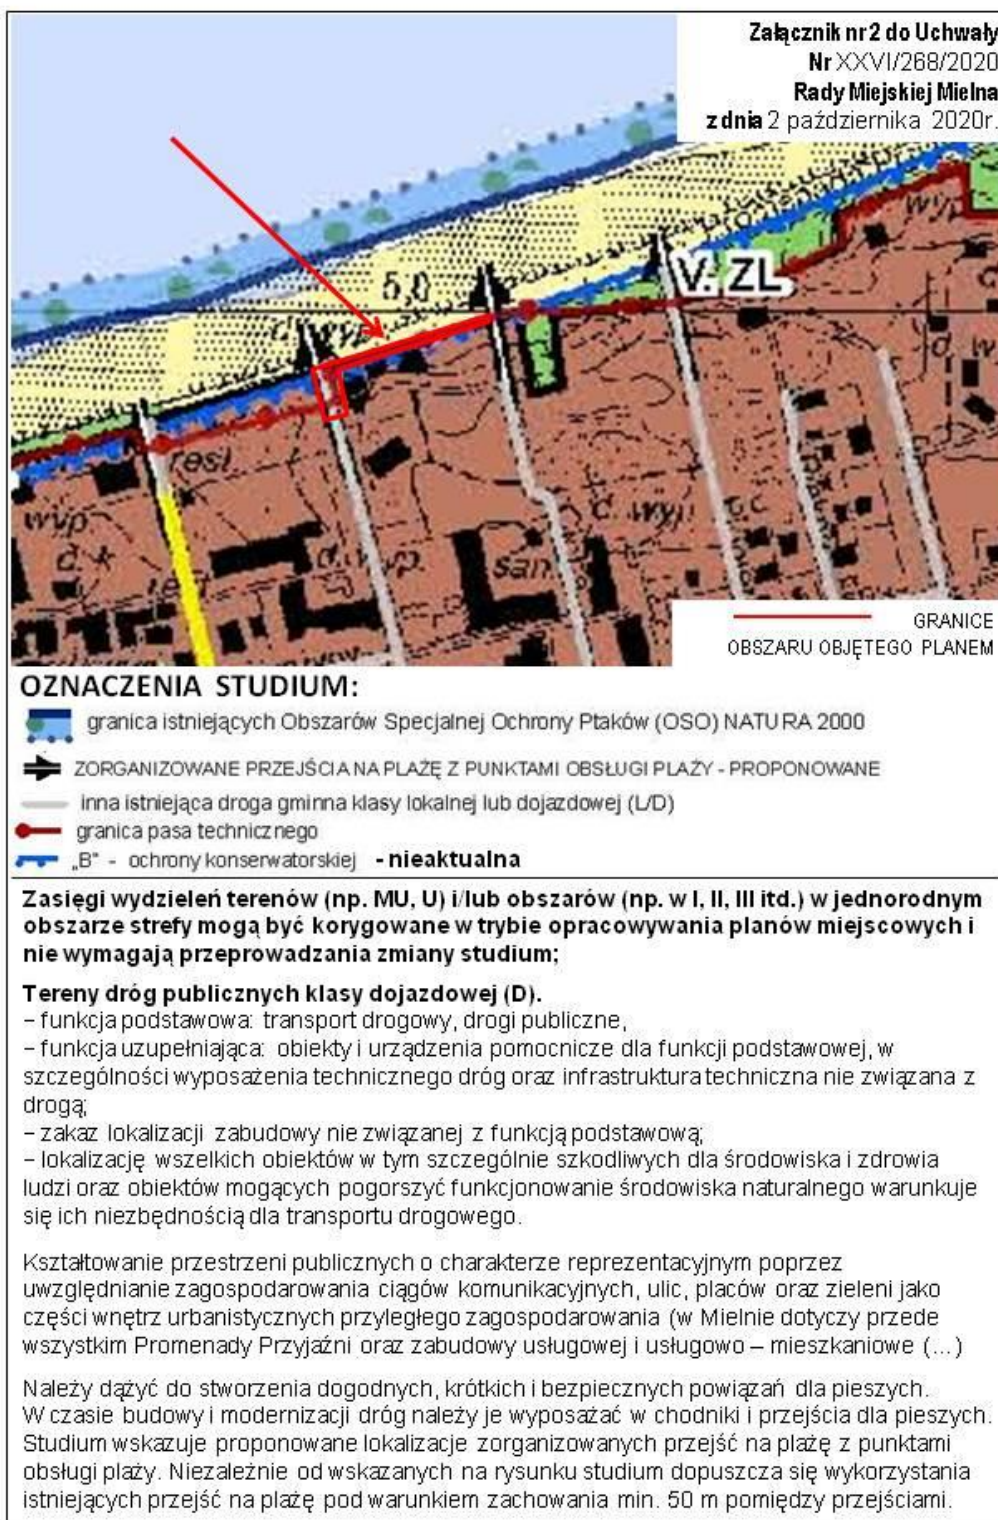 Załącznik nr 2 do Uchwały
Nr XXVI/268/2020
Rady Miejskiej Mielna
z dnia 2 października 2020r.
5,0
wyp
V. ZL
d. w
resl
wyp
d. k
d. wyp.
san.
d. wyp
GRANICE
OBSZARU OBJĘTEGO PLANEM
OZNACZENIA STUDIUM:
granica istniejących Obszarów Specjalnej Ochrony Ptaków (OSO) NATURA 2000
ZORGANIZOWANE PRZEJŚCIA NA PLAŻĘ Z PUNKTAMI OBSŁUGI PLAŻY - PROPONOWANE
inna istniejąca droga gminna klasy lokalnej lub dojazdowej (L/D)
granica pasa technicznego
„B" - ochrony konserwatorskiej - nieaktualna
Zasięgi wydzieleń terenów (np. MU, U) i/lub obszarów (np. w I, II, III itd.) w jednorodnym
obszarze strefy mogą być korygowane w trybie opracowywania planów miejscowych i
nie wymagają przeprowadzania zmiany studium;
Tereny dróg publicznych klasy dojazdowej (D).
– funkcja podstawowa: transport drogowy, drogi publiczne,
– funkcja uzupełniająca: obiekty i urządzenia pomocnicze dla funkcji podstawowej, w
szczególności wyposażenia technicznego dróg oraz infrastruktura techniczna nie związana z
drogą;
– zakaz lokalizacji zabudowy nie związanej z funkcją podstawową;
– lokalizację wszelkich obiektów w tym szczególnie szkodliwych dla środowiska i zdrowia
ludzi oraz obiektów mogących pogorszyć funkcjonowanie środowiska naturalnego warunkuje
się ich niezbędnością dla transportu drogowego.
Kształtowanie przestrzeni publicznych o charakterze reprezentacyjnym poprzez
uwzględnianie zagospodarowania ciągów komunikacyjnych, ulic, placów oraz zieleni jako
części wnętrz urbanistycznych przyległego zagospodarowania (w Mielnie dotyczy przede
wszystkim Promenady Przyjaźni oraz zabudowy usługowej i usługowo – mieszkaniowe (...)
Należy dążyć do stworzenia dogodnych, krótkich i bezpiecznych powiązań dla pieszych.
W czasie budowy i modernizacji dróg należy je wyposażać w chodniki i przejścia dla pieszych.
Studium wskazuje proponowane lokalizacje zorganizowanych przejść na plażę z punktami
obsługi plaży. Niezależnie od wskazanych na rysunku studium dopuszcza się wykorzystania
istniejących przejść na plażę pod warunkiem zachowania min. 50 m pomiędzy przejściami.